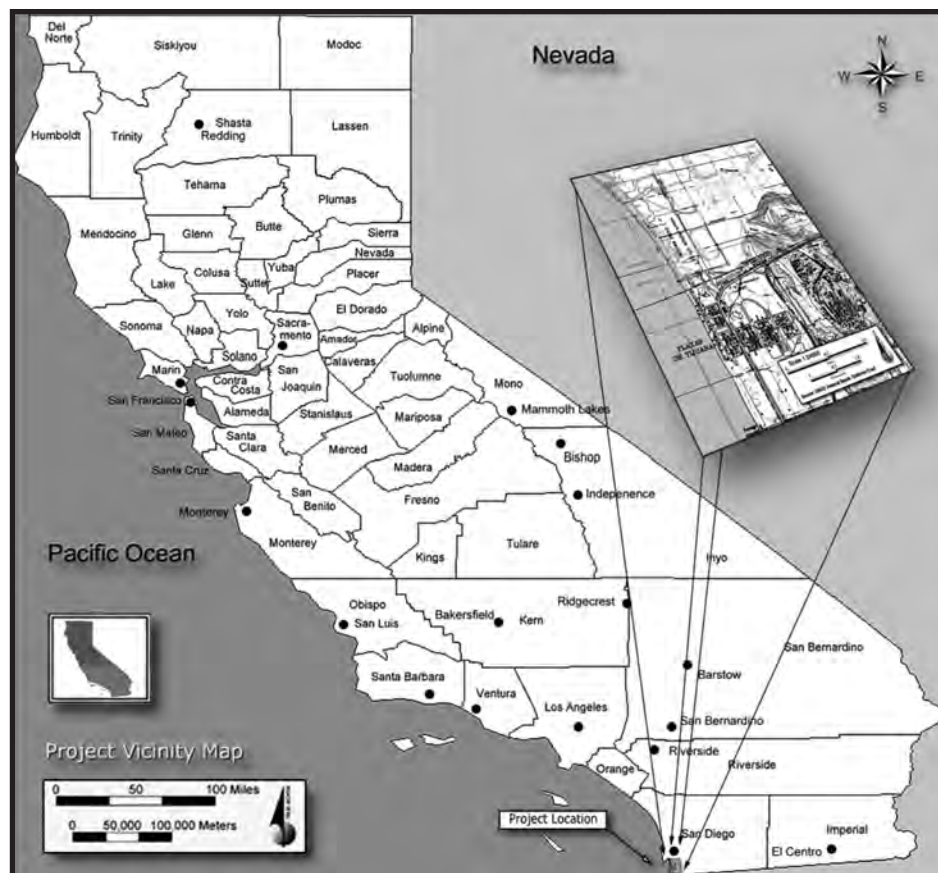 Del
Norte
Siskiyou
Modoc
Nevada
N
W
E
S
Humboldt
Trinity
Shasta
Redding
Lassen
Tehama
Plumas
Mendocino
Glenn
Butte
Sierra
Nevada
Placer
Lake
Colusa
Sutter
Yuba
Yolo
El Dorado
Alpine
Sonoma
Napa
Sacra-
mento
Amador
Solano
Calaveras
Marin
Contra
Costa
San
Joaquin
Tuolumne
Mono
San Francisco
Alameda
Stanislaus
Mariposa
Mammoth Lakes
San Mateo
Santa
Clara
Merced
Madera
Bishop
Santa Cruz
San
Benito
Fresno
Indepenence
Monterey
Monterey
Kings
Tulare
Inyo
Pacific Ocean
PLAYAS
DE TIJUANA
Obispo
San Luis
Bakersfield
Kern
Ridgecrest
San Bernardino
Santa Barbara
Ventura
Los Angeles
Barstow
San Bernardino
Orange
Riverside
Riverside
Project Vicinity Map
0 50 100 Miles
0 50,000 100,000 Meters
Project Location
San Diego
Imperial
El Centro